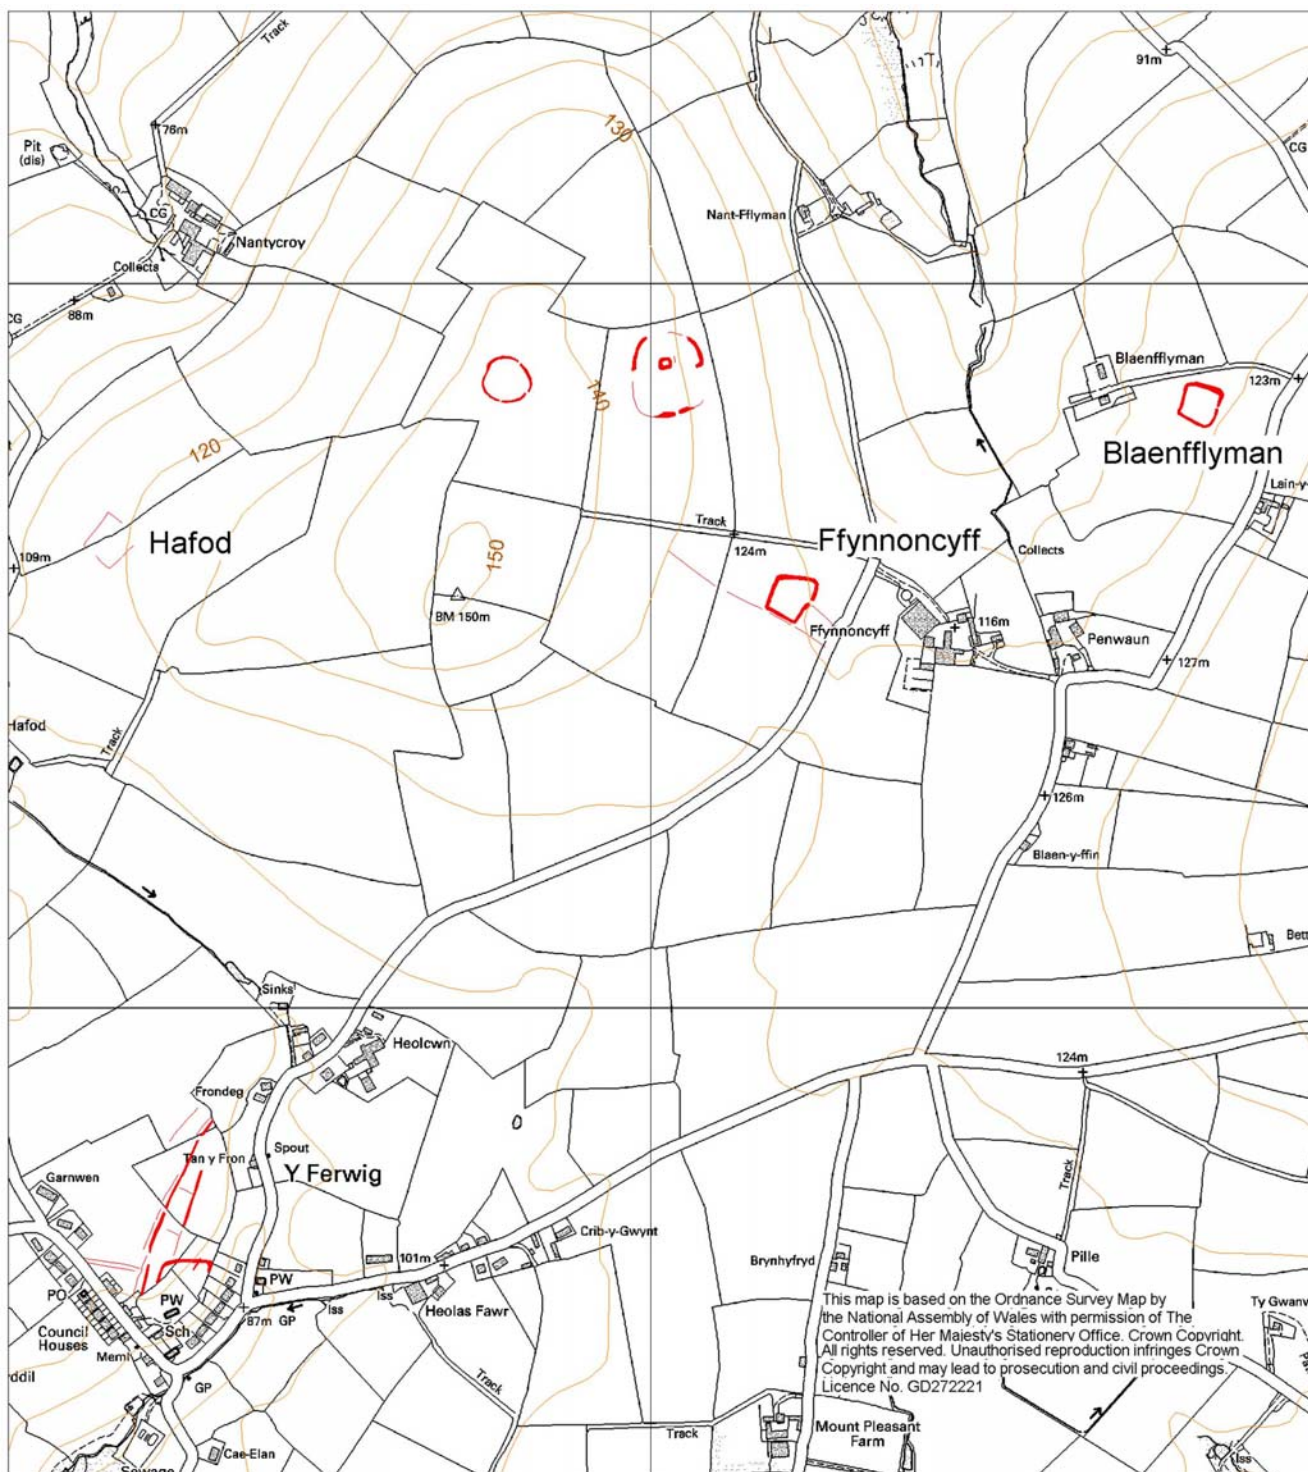 Track
91m
130
76m
Pit
(dis)
CG
CG
Nant-Fflyman
Nantycroy
Collects
CG
88m
Blaenfflyman
123m
140
120
Blaenfflyman
Lain-y-
Track
Hafod
150
Ffynnoncyff
109m
124m
Collects
BM 150m
116m
Ffynnoncyff
Penwaun
127m
Hafod
Track
126m
Blaen-y-ffin
Sinks
Heolcwn
124m
Frondeg
Spout
Tan y Fron
Y Ferwig
Track
Garnwen
Crib-y-Gwynt
101m
Brynhyfryd
Pille
PW
PO
PW
Iss
Iss
Heolas Fawr
87m
GP
This map is based on the Ordnance Survey Map by
the National Assembly of Wales with permission of The
Controller of Her Majesty's Stationery Office. Crown Copyright.
All rights reserved. Unauthorised reproduction infringes Crown
Copyright and may lead to prosecution and civil proceedings.
Licence No. GD272221
Ty Gwanw
Council
Houses
Sch
Meml
GP
Track
Mount Pleasant
Farm
Track
Cae-Elan
Iss